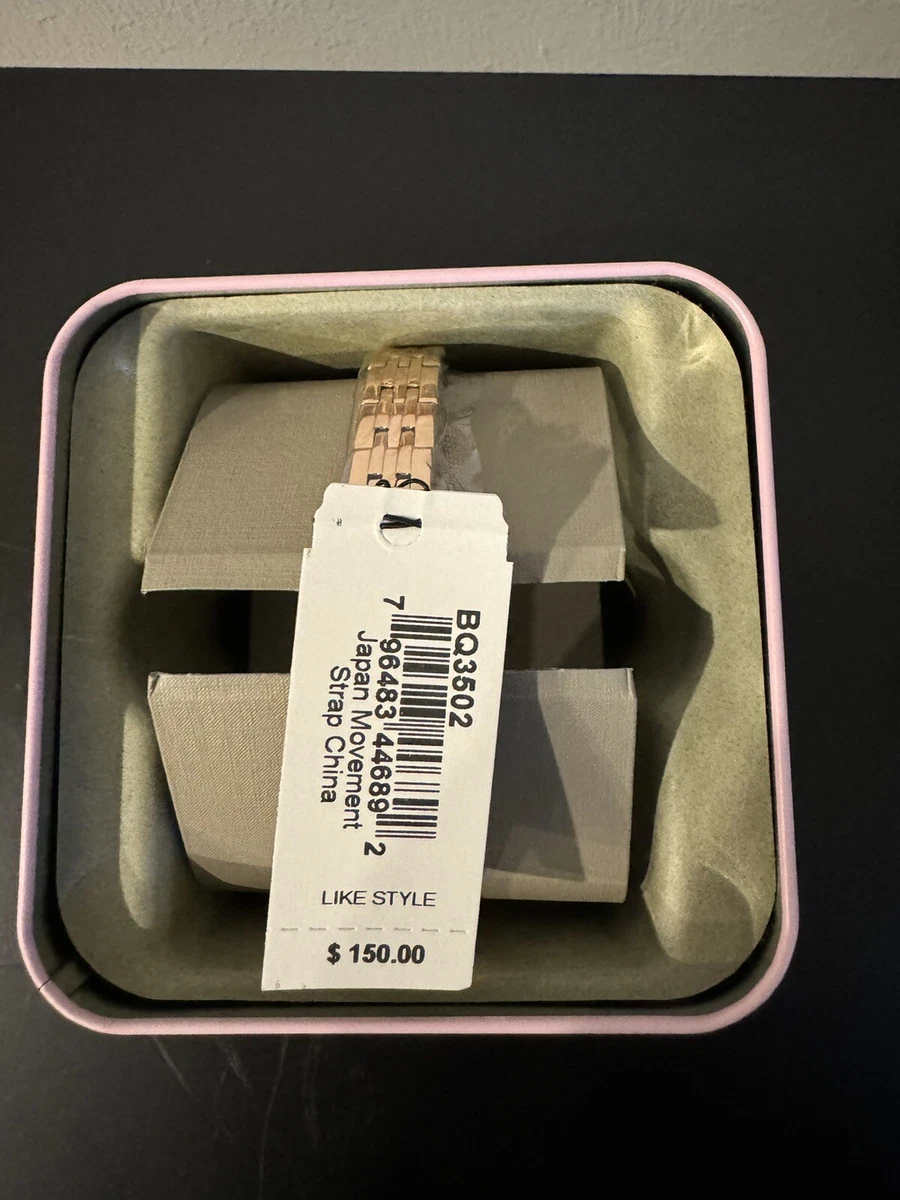 BQ3502
7 96483 44689 2
Japan Movement
Strap China
LIKE STYLE
$ 150.00